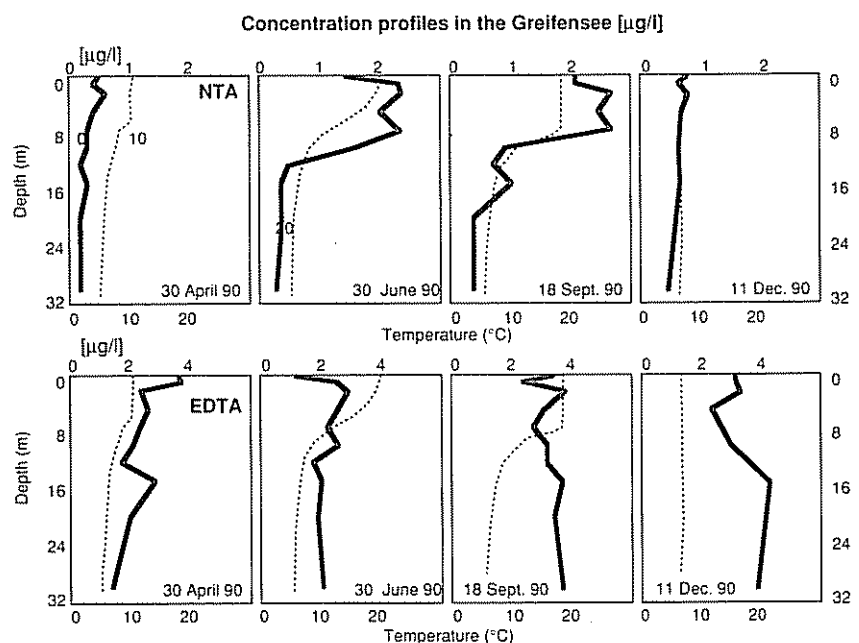 Concentration profiles in the Greifensee [µg/l]
[µg/l]
0 1 2 0 1 2 0 1 2 0 1 2
0 NTA 0
8 0 10 8
Depth (m)
16 16
24 20 24
32 30 April 90 30 June 90 18 Sept. 90 11 Dec. 90 32
0 10 20 0 10 20 0 10 20 0 10 20
Temperature (°C)
[µg/l]
0 2 4 0 2 4 0 2 4 0 2 4
0 EDTA 0
8 8
Depth (m)
16 16
24 24
32 30 April 90 30 June 90 18 Sept. 90 11 Dec. 90 32
0 10 20 0 10 20 0 10 20 0 10 20
Temperature (°C)